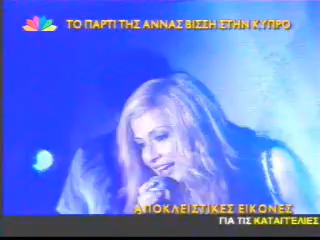 ΤΟ ΠΑΡΤΙ ΤΗΣ ΑΝΝΑΣ ΒΙΣΣΗ ΣΤΗΝ ΚΥΠΡΟ
ΑΠΟΚΛΕΙΣΤΙΚΕΣ ΕΙΚΟΝΕΣ
ΓΙΑ ΤΙΣ ΚΑΤΑΓΓΕΛΙΕΣ